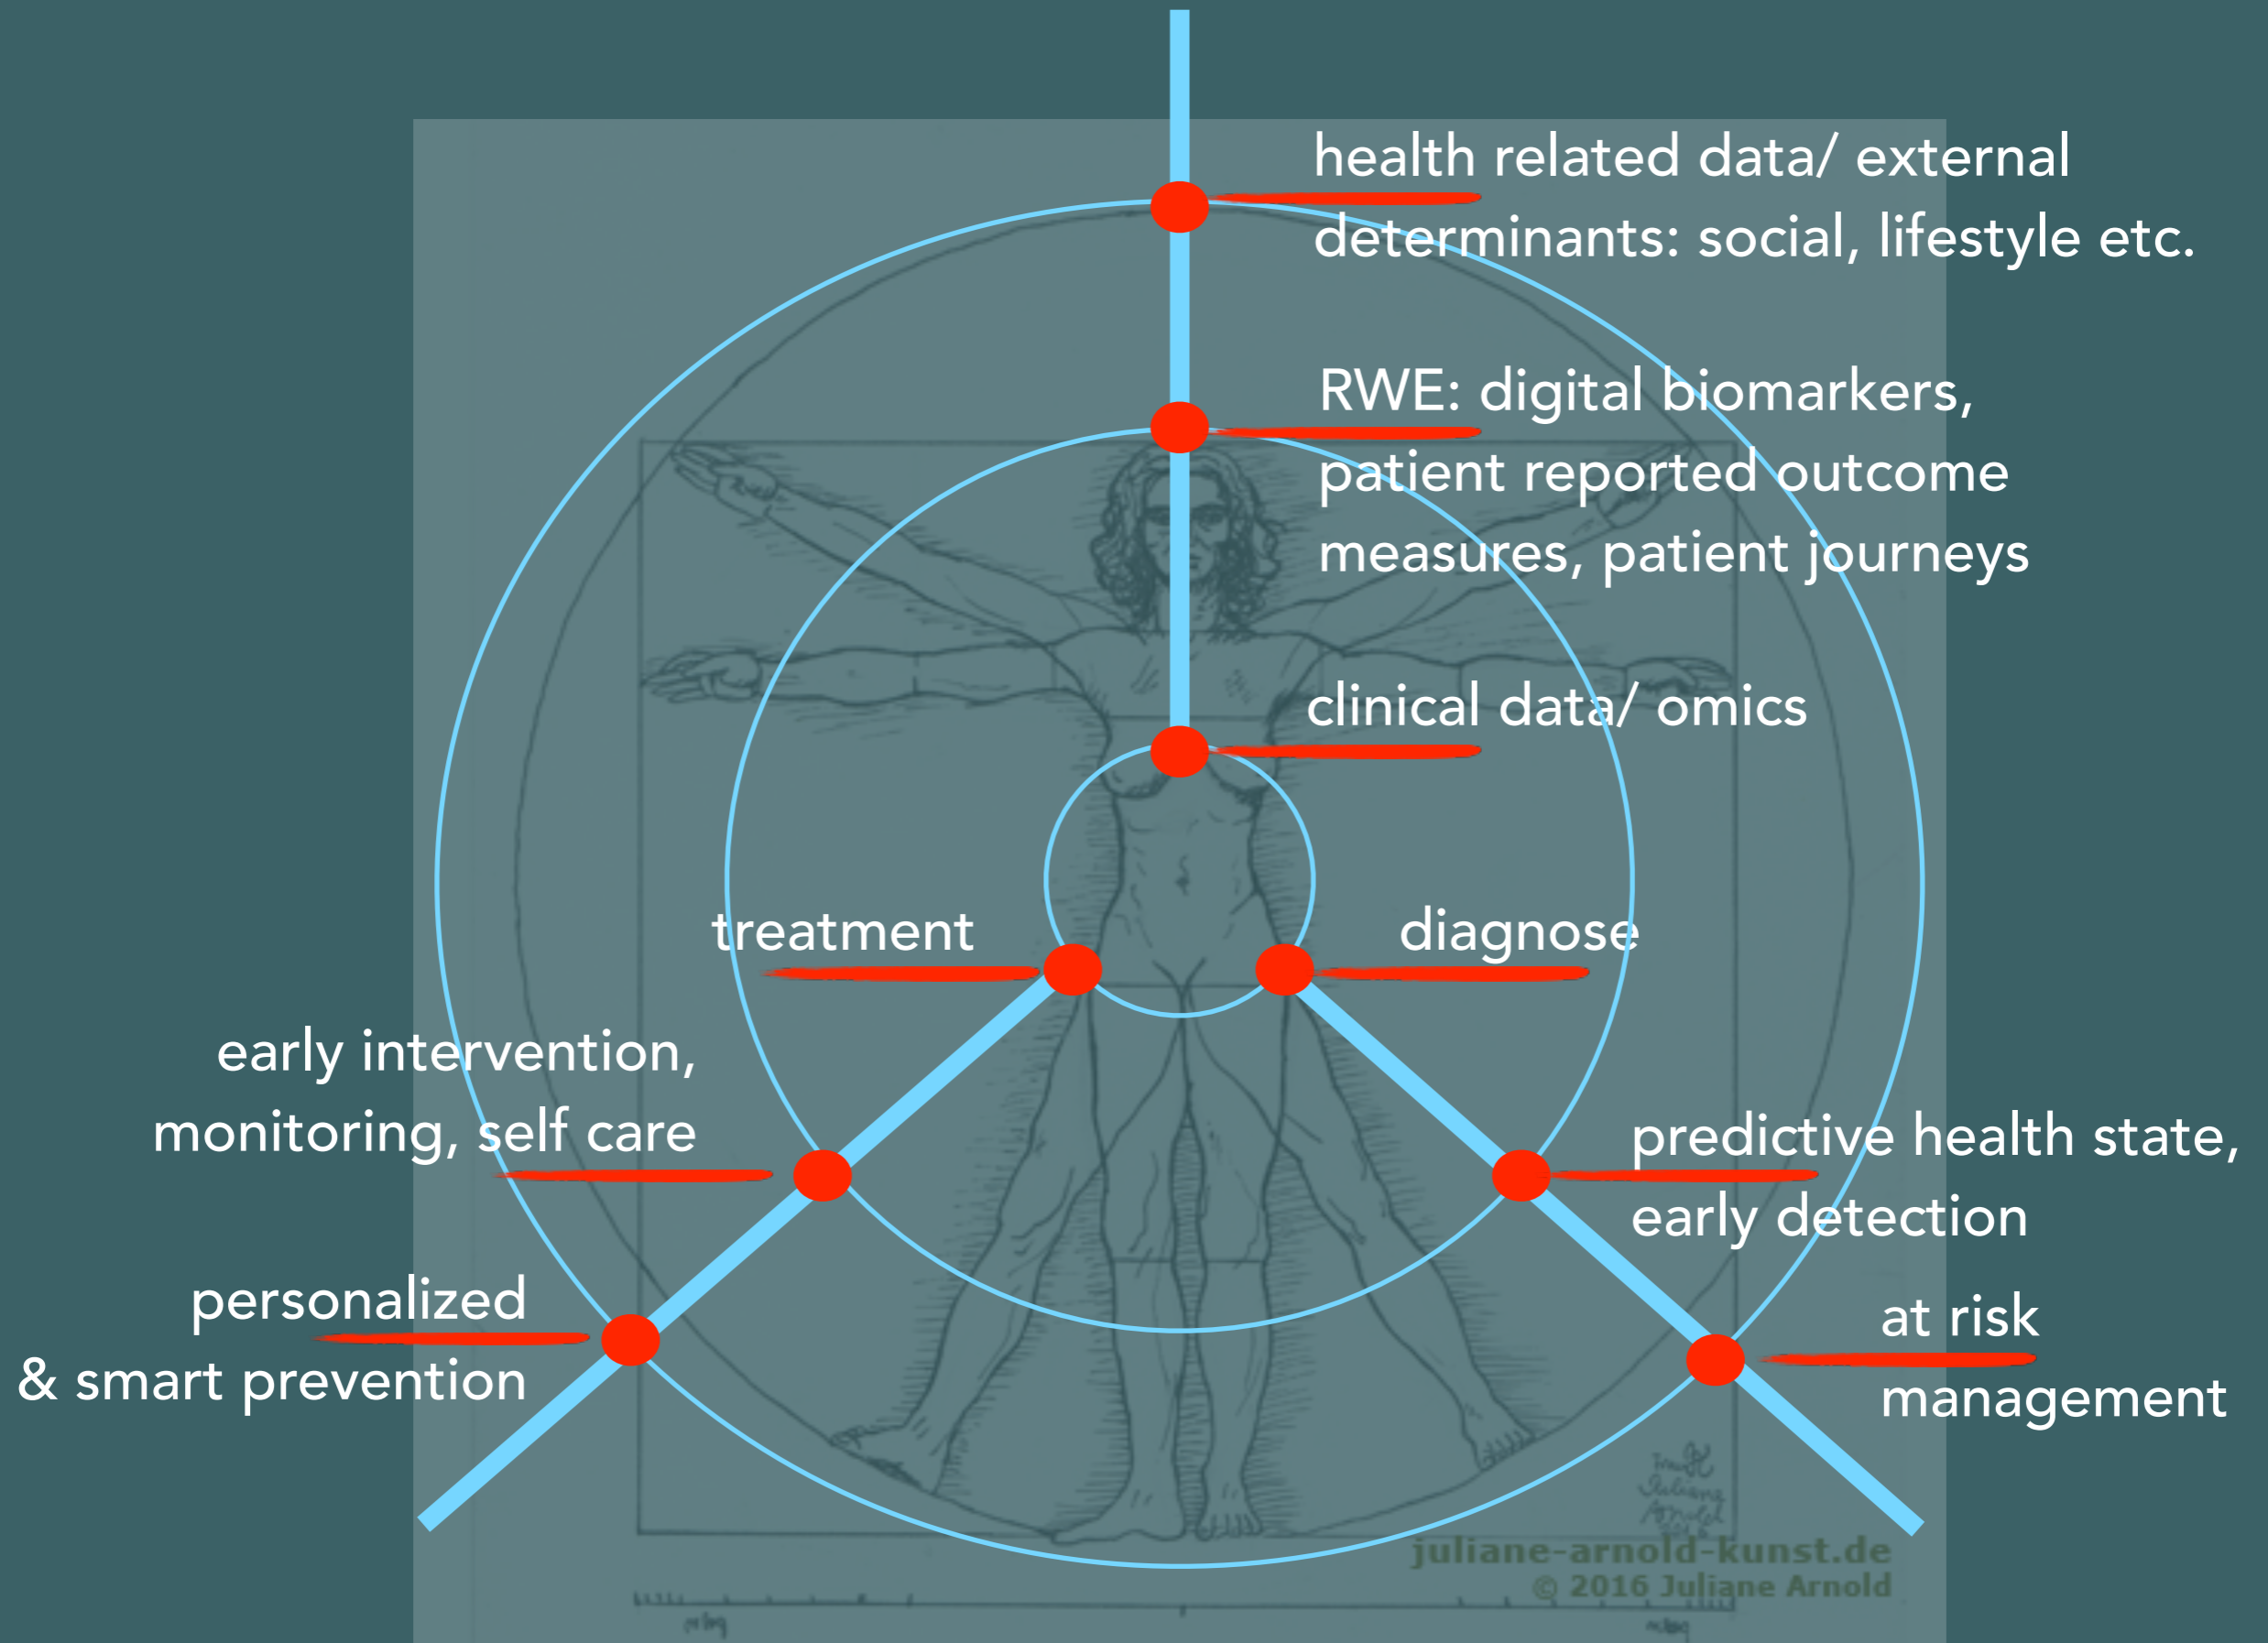 health related data/ external
determinants: social, lifestyle etc.
RWE: digital biomarkers,
patient reported outcome
measures, patient journeys
clinical data/ omics
treatment
diagnose
early intervention,
monitoring, self care
predictive health state,
early detection
personalized
& smart prevention
at risk
management
Juliane
Arnold
juliane-arnold-kunst.de
© 2016 Juliane Arnold